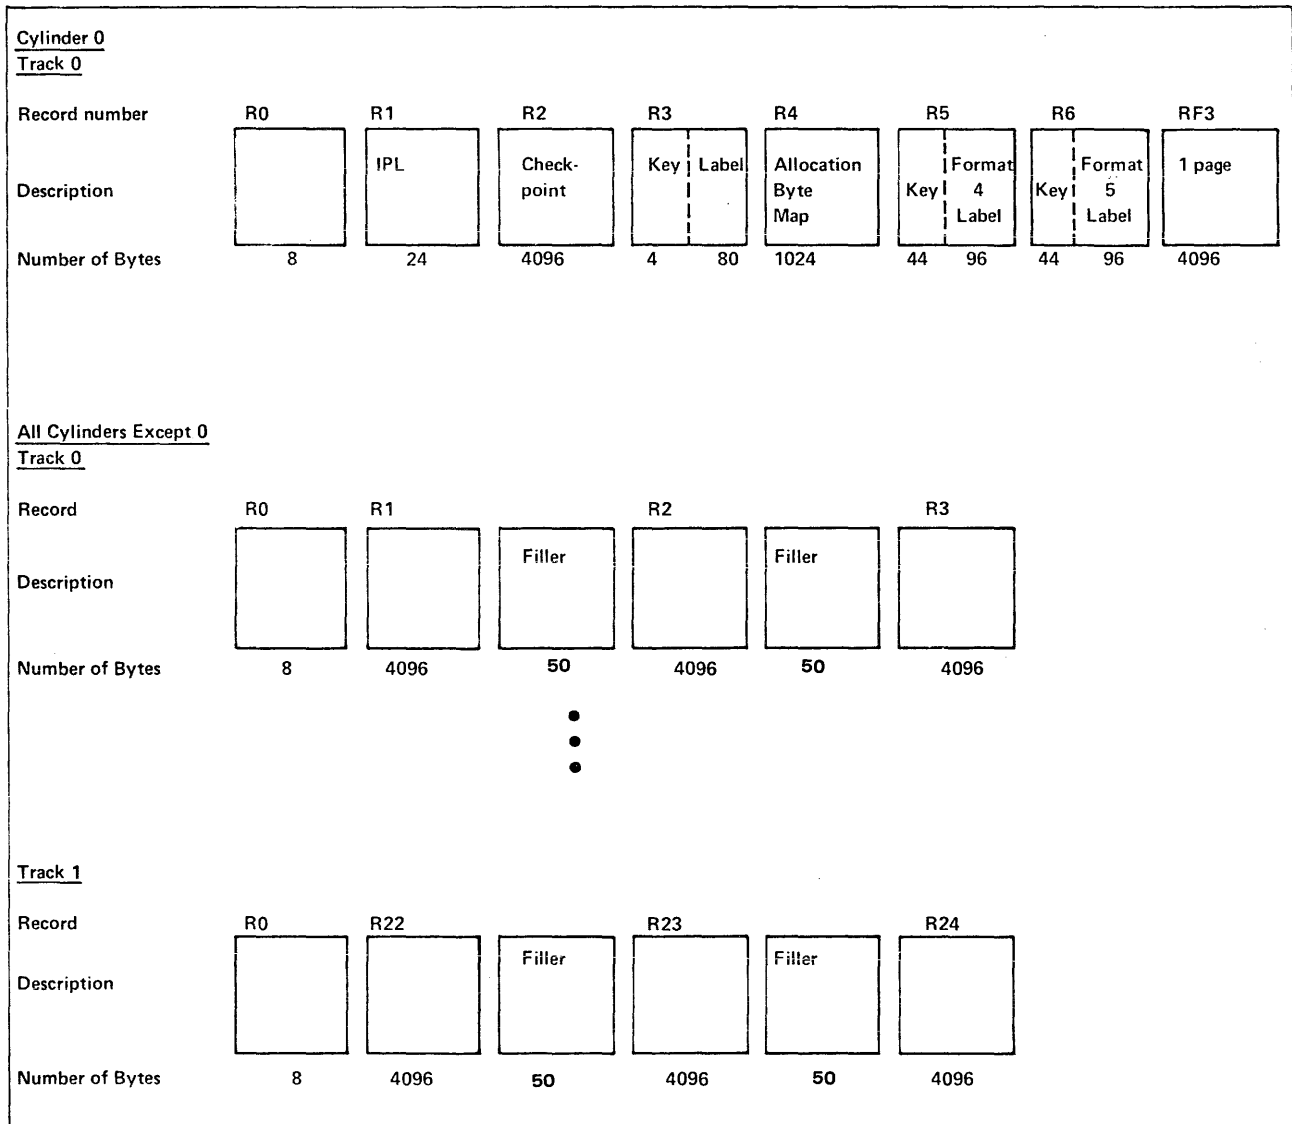 Cylinder 0
Track 0
Record number R0 R1 R2 R3 R4 R5 R6 RF3
IPL Check- Key Label Allocation Format Format 1 page
Description point Byte Key 4 Key 5
Map Label Label
Number of Bytes 8 24 4096 4 80 1024 44 96 44 96 4096
All Cylinders Except 0
Track 0
Record R0 R1 R2 R3
Filler Filler
Description
Number of Bytes 8 4096 50 4096 50 4096
Track 1
Record R0 R22 R23 R24
Filler Filler
Description
Number of Bytes 8 4096 50 4096 50 4096